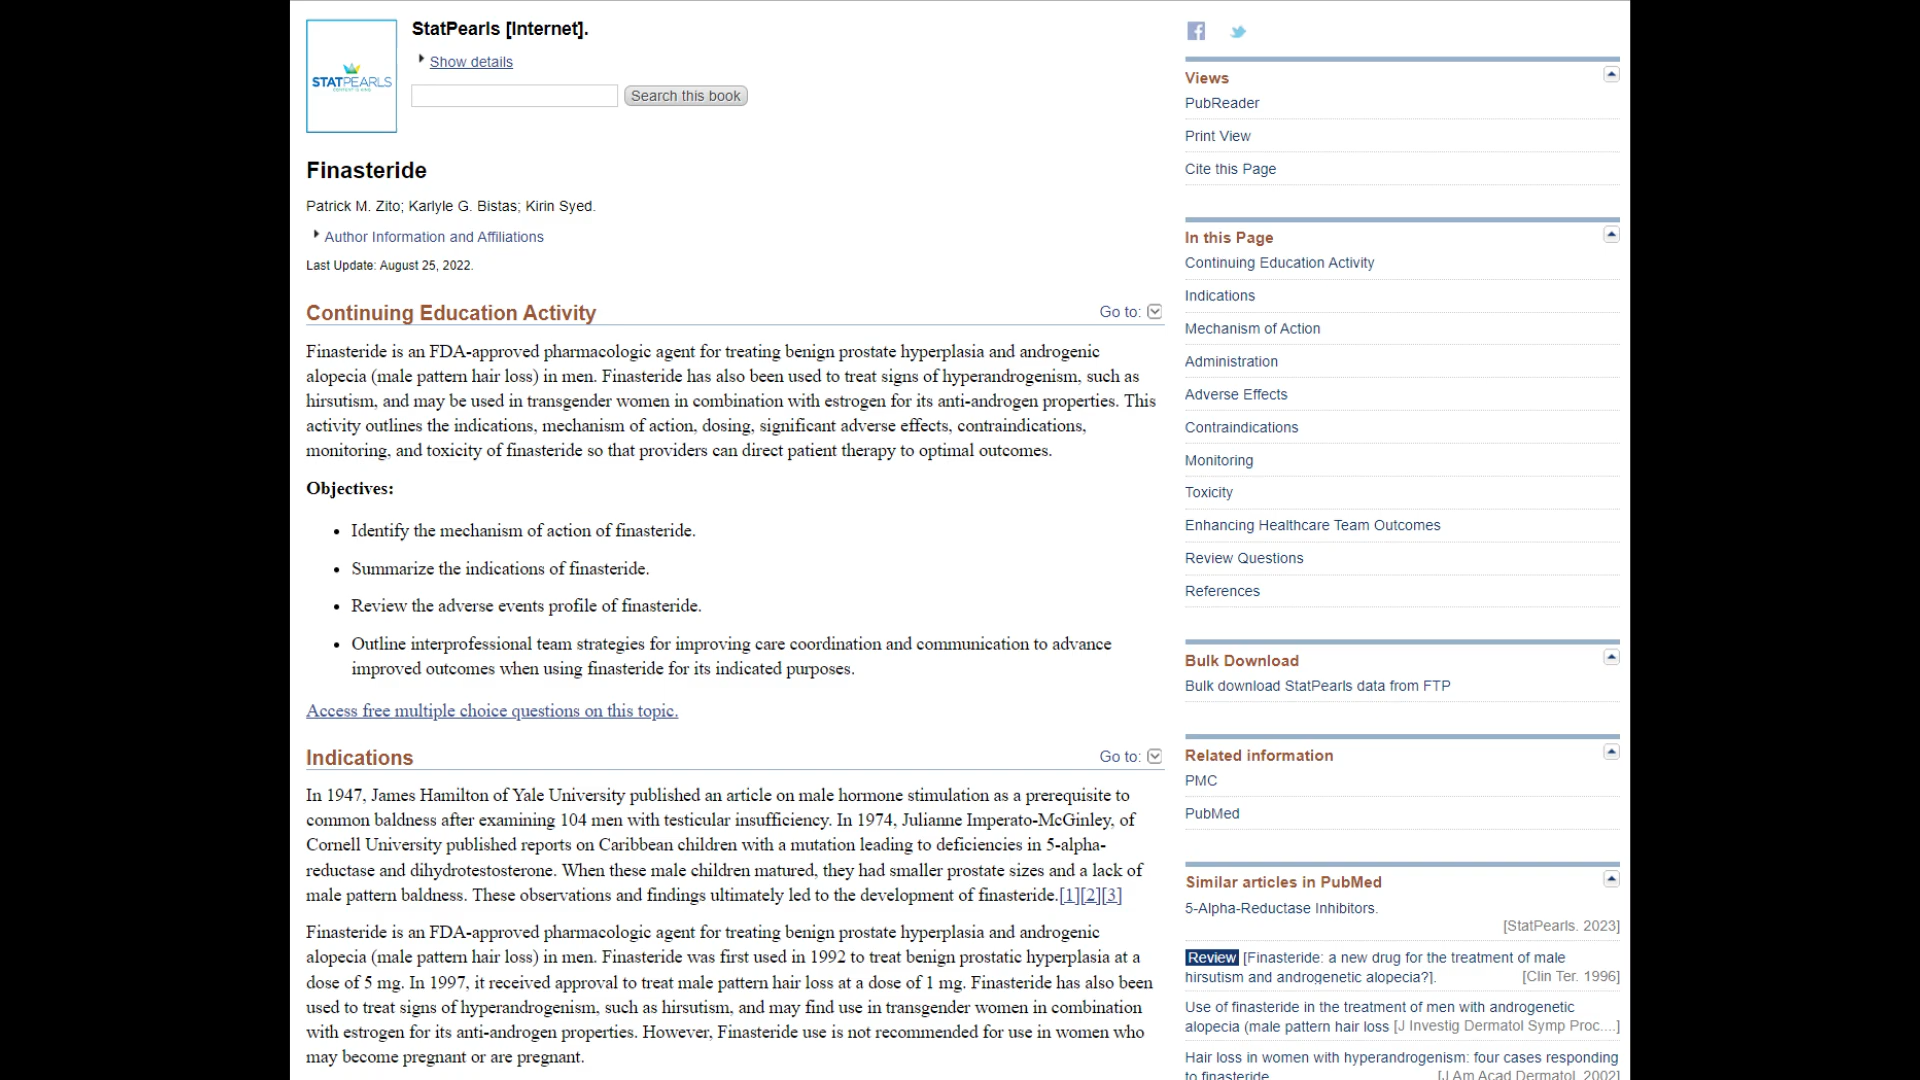 StatPearls [Internet].
Show details
Search this book
STATPEARLS
Finasteride
Patrick M. Zito; Karlyle G. Bistas; Kirin Syed.
Author Information and Affiliations
Last Update: August 25, 2022.
Continuing Education Activity
Go to:
Finasteride is an FDA-approved pharmacologic agent for treating benign prostate hyperplasia and androgenic
alopecia (male pattern hair loss) in men. Finasteride has also been used to treat signs of hyperandrogenism, such as
hirsutism, and may be used in transgender women in combination with estrogen for its anti-androgen properties. This
activity outlines the indications, mechanism of action, dosing, significant adverse effects, contraindications,
monitoring, and toxicity of finasteride so that providers can direct patient therapy to optimal outcomes.
Objectives:
• Identify the mechanism of action of finasteride.
• Summarize the indications of finasteride.
• Review the adverse events profile of finasteride.
• Outline interprofessional team strategies for improving care coordination and communication to advance
improved outcomes when using finasteride for its indicated purposes.
Access free multiple choice questions on this topic.
Indications
Go to:
In 1947, James Hamilton of Yale University published an article on male hormone stimulation as a prerequisite to
common baldness after examining 104 men with testicular insufficiency. In 1974, Julianne Imperato-McGinley, of
Cornell University published reports on Caribbean children with a mutation leading to deficiencies in 5-alpha-
reductase and dihydrotestosterone. When these male children matured, they had smaller prostate sizes and a lack of
male pattern baldness. These observations and findings ultimately led to the development of finasteride.[1][2][3]
Finasteride is an FDA-approved pharmacologic agent for treating benign prostate hyperplasia and androgenic
alopecia (male pattern hair loss) in men. Finasteride was first used in 1992 to treat benign prostatic hyperplasia at a
dose of 5 mg. In 1997, it received approval to treat male pattern hair loss at a dose of 1 mg. Finasteride has also been
used to treat signs of hyperandrogenism, such as hirsutism, and may find use in transgender women in combination
with estrogen for its anti-androgen properties. However, Finasteride use is not recommended for use in women who
may become pregnant or are pregnant.
Views
PubReader
Print View
Cite this Page
In this Page
Continuing Education Activity
Indications
Mechanism of Action
Administration
Adverse Effects
Contraindications
Monitoring
Toxicity
Enhancing Healthcare Team Outcomes
Review Questions
References
Bulk Download
Bulk download StatPearls data from FTP
Related information
PMC
PubMed
Similar articles in PubMed
5-Alpha-Reductase Inhibitors.
[StatPearls. 2023]
Review [Finasteride: a new drug for the treatment of male
hirsutism and androgenetic alopecia?]. [Clin Ter. 1996]
Use of finasteride in the treatment of men with androgenetic
alopecia (male pattern hair loss [J Investig Dermatol Symp Proc....]
Hair loss in women with hyperandrogenism: four cases responding
to finasteride. [J Am Acad Dermatol. 2002]